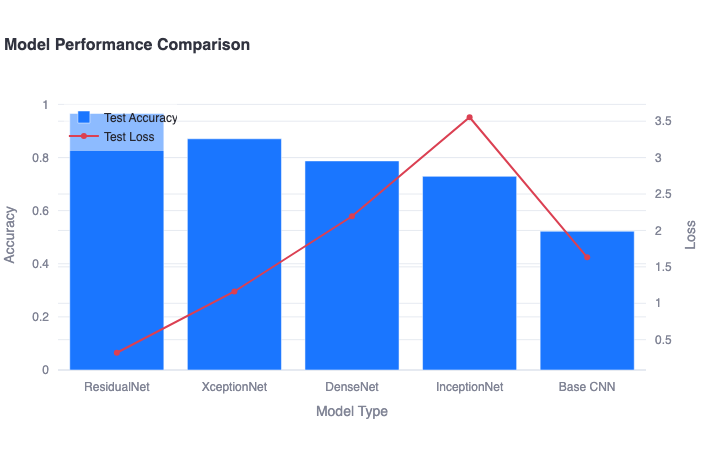 Model Performance Comparison
Test Accuracy
Test Loss
1
0.8
0.6
0.4
0.2
0
Accuracy
3.5
3
2.5
2
1.5
1
0.5
Loss
ResidualNet XceptionNet DenseNet InceptionNet Base CNN
Model Type